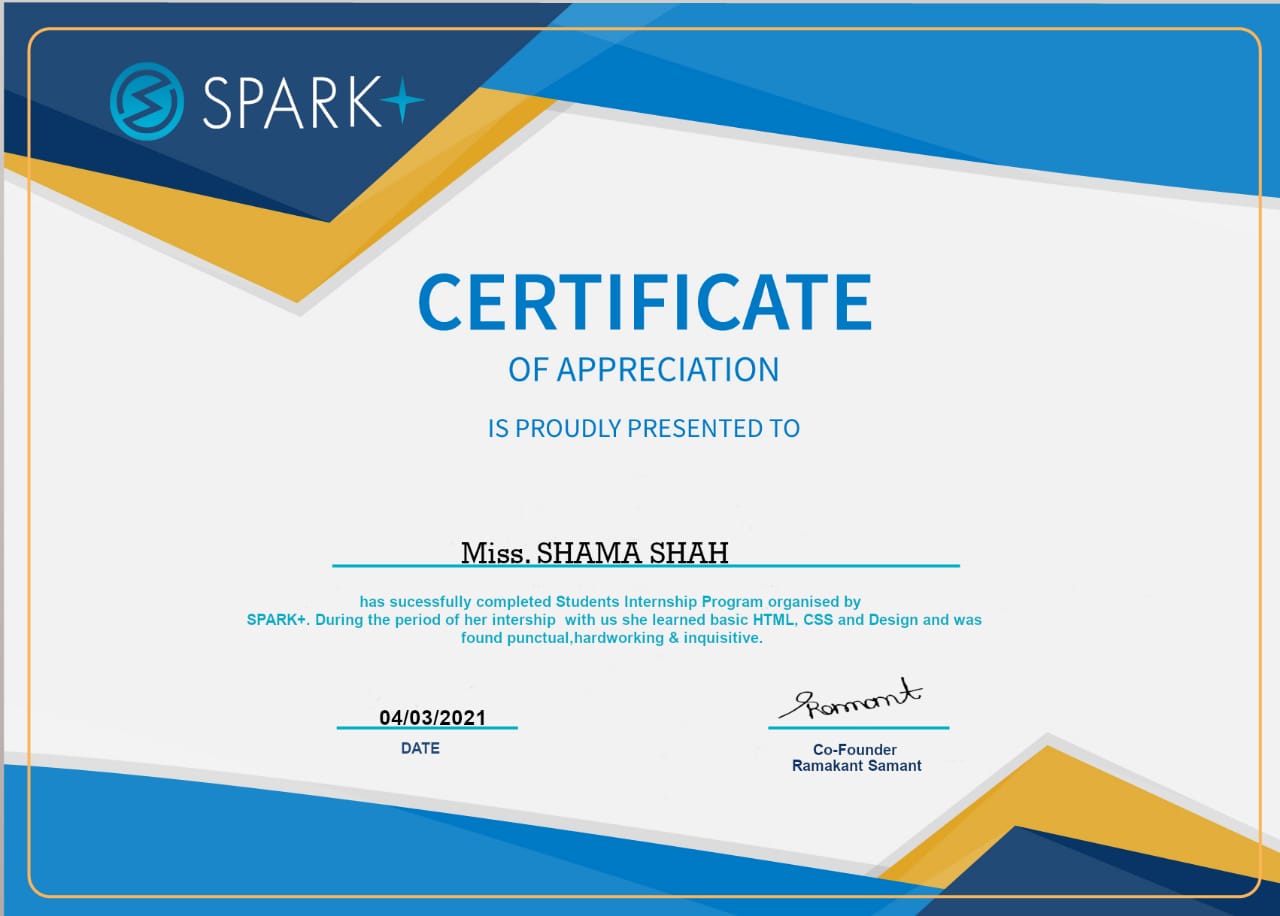 SPARK+
CERTIFICATE
OF APPRECIATION
IS PROUDLY PRESENTED TO
Miss. SHAMA SHAH
has sucessfully completed Students Internship Program organised by
SPARK+. During the period of her intership with us she learned basic HTML, CSS and Design and was
found punctual,hardworking & inquisitive.
04/03/2021
DATE
Ramant
Co-Founder
Ramakant Samant